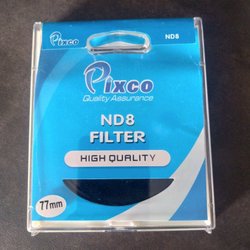 Pixco
ND8
Pixco
Quality Assurance
ND8
FILTER
HIGH QUALITY
77mm